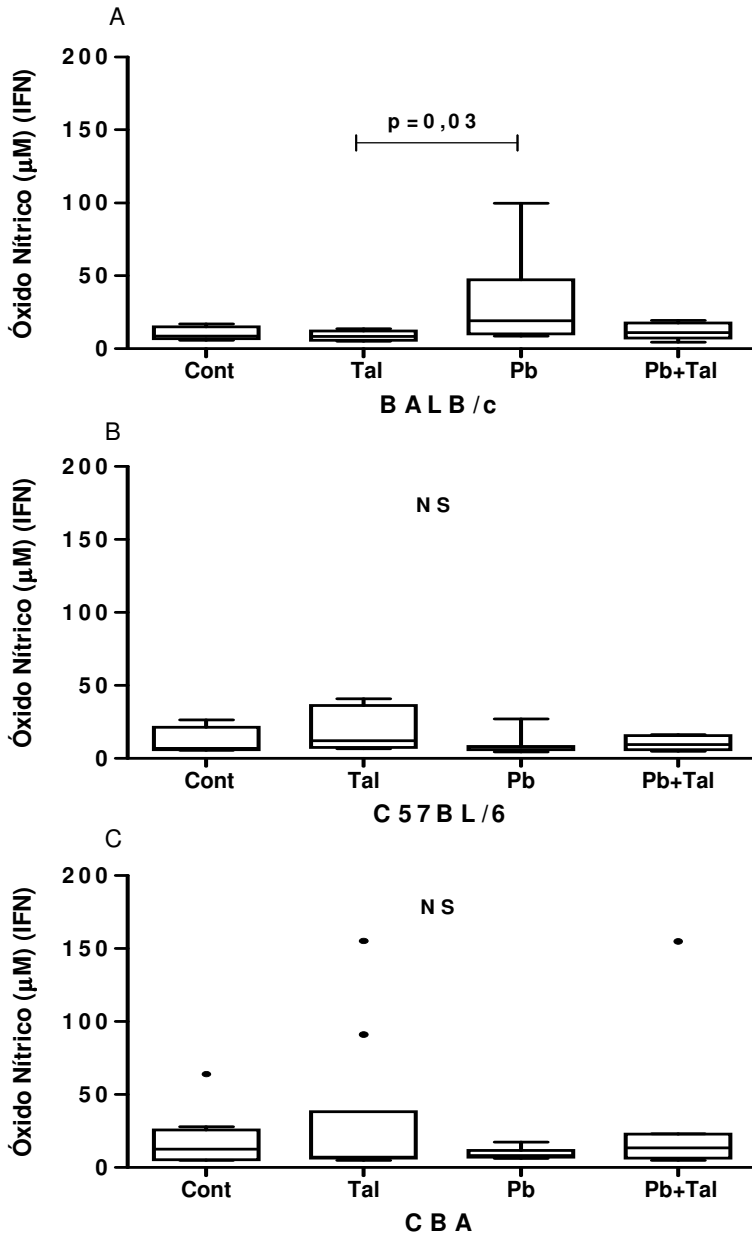 A
Óxido Nítrico (µM) (IFN)
200
150
100
50
0
p=0,03
Cont Tal Pb Pb+Tal
BALB/c
B
Óxido Nítrico (µM) (IFN)
200
150
100
50
0
NS
Cont Tal Pb Pb+Tal
C57BL/6
C
Óxido Nítrico (µM) (IFN)
200
150
100
50
0
NS
Cont Tal Pb Pb+Tal
CBA